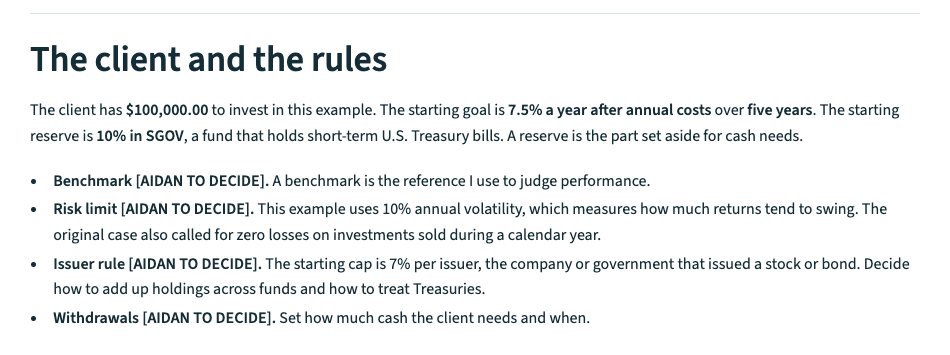 The client and the rules
The client has $100,000.00 to invest in this example. The starting goal is 7.5% a year after annual costs over five years. The starting
reserve is 10% in SGOV, a fund that holds short-term U.S. Treasury bills. A reserve is the part set aside for cash needs.
• Benchmark [AIDAN TO DECIDE]. A benchmark is the reference I use to judge performance.
• Risk limit [AIDAN TO DECIDE]. This example uses 10% annual volatility, which measures how much returns tend to swing. The
original case also called for zero losses on investments sold during a calendar year.
• Issuer rule [AIDAN TO DECIDE]. The starting cap is 7% per issuer, the company or government that issued a stock or bond. Decide
how to add up holdings across funds and how to treat Treasuries.
• Withdrawals [AIDAN TO DECIDE]. Set how much cash the client needs and when.